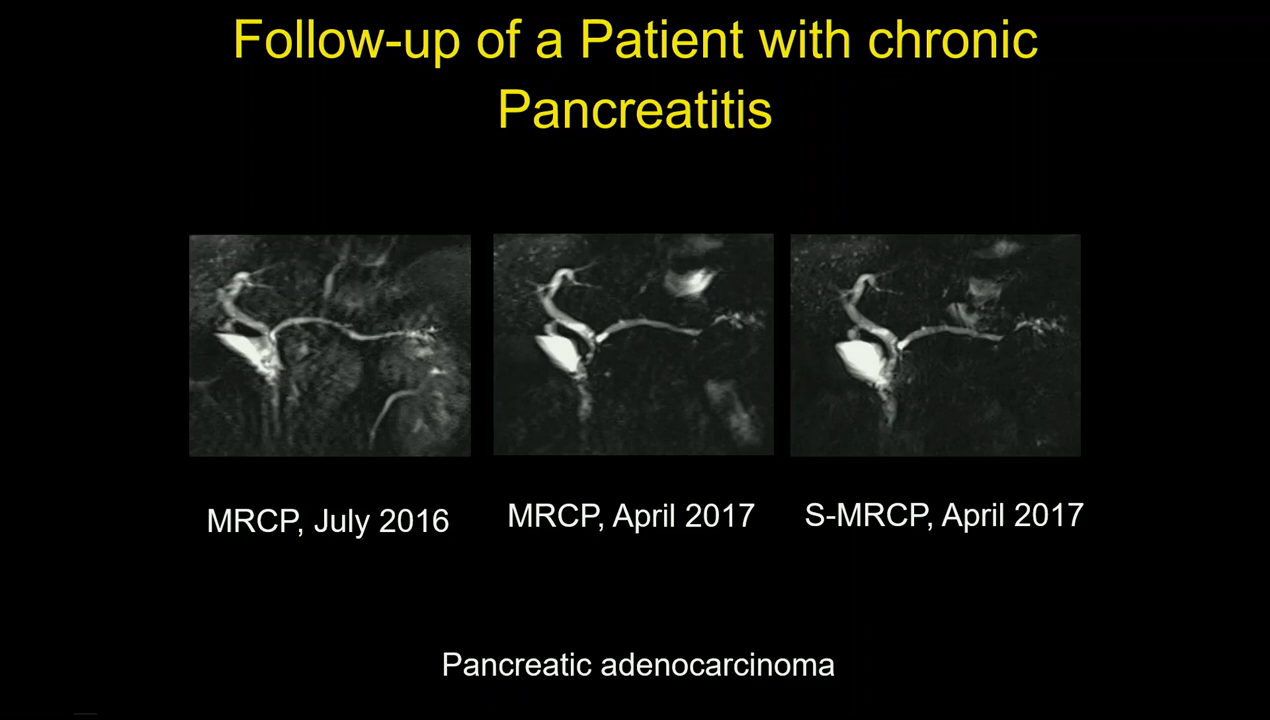 Follow-up of a Patient with chronic
Pancreatitis
MRCP, July 2016
MRCP, April 2017
S-MRCP, April 2017
Pancreatic adenocarcinoma